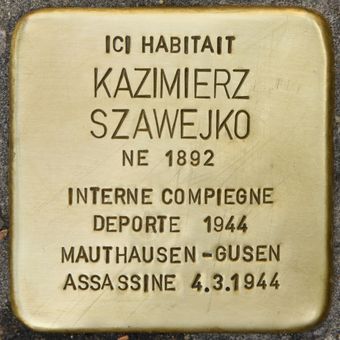 ICI HABITAIT
KAZIMIERZ
SZAWEJKO
NE 1892
INTERNE COMPIEGNE
DEPORTE 1944
MAUTHAUSEN-GUSEN
ASSASSINE 4.3.1944